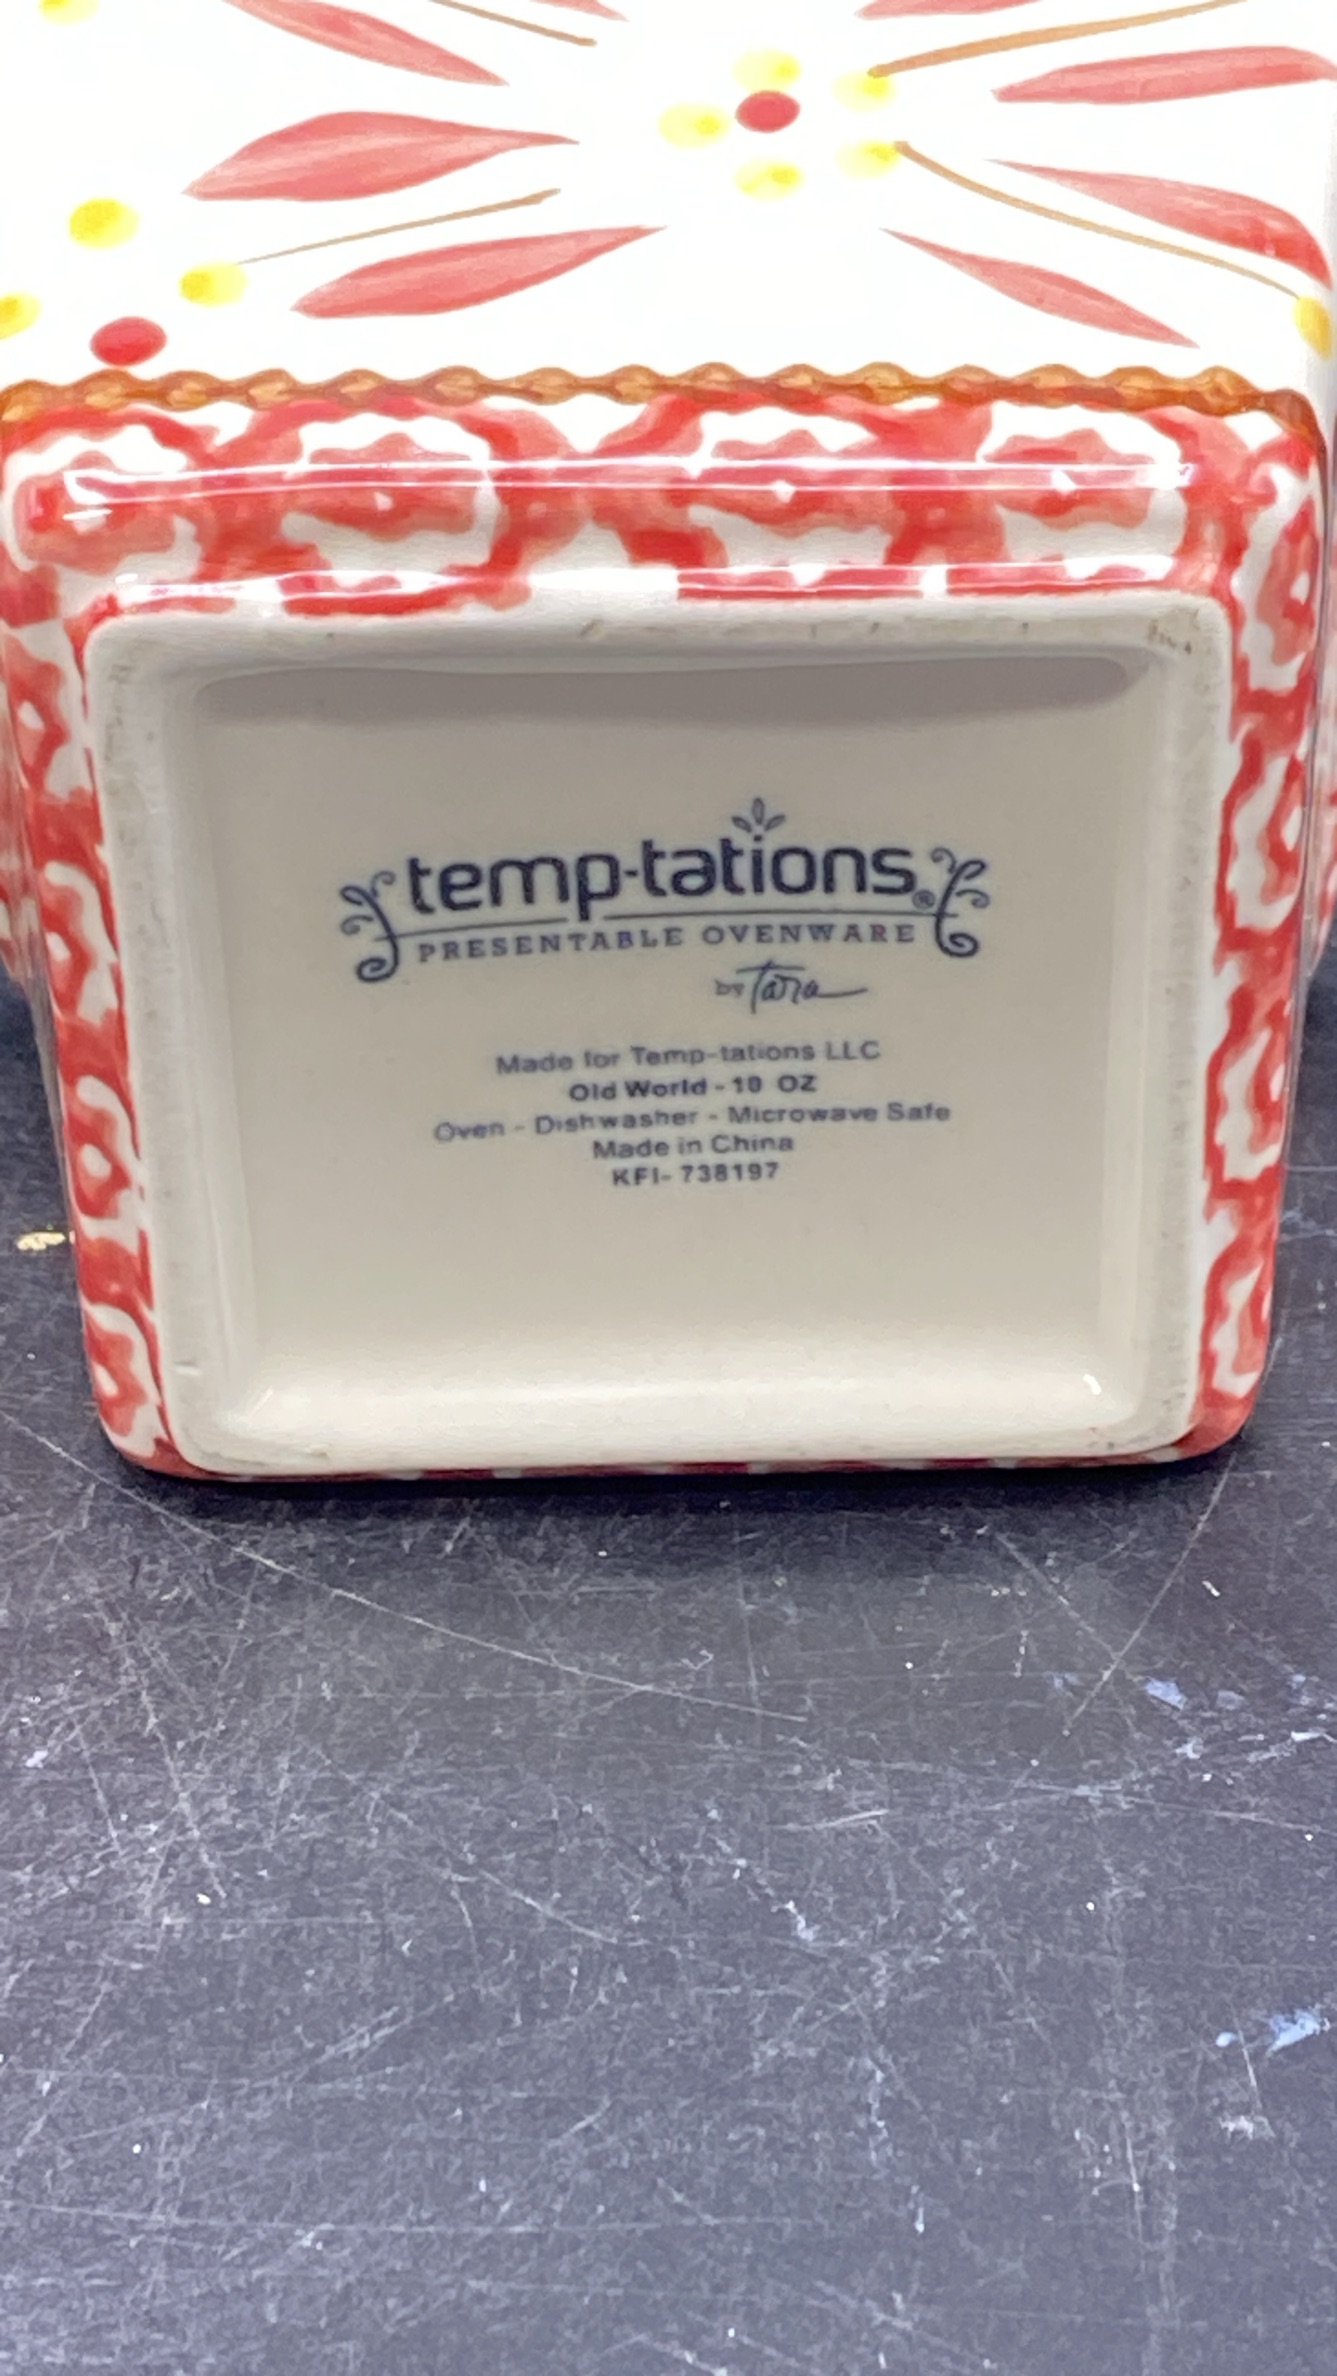 temp-tations®
PRESENTABLE OVENWARE
by Tara
Made for Temp-tations LLC
Old World - 10 OZ
Oven - Dishwasher - Microwave Safe
Made in China
KFI- 738197